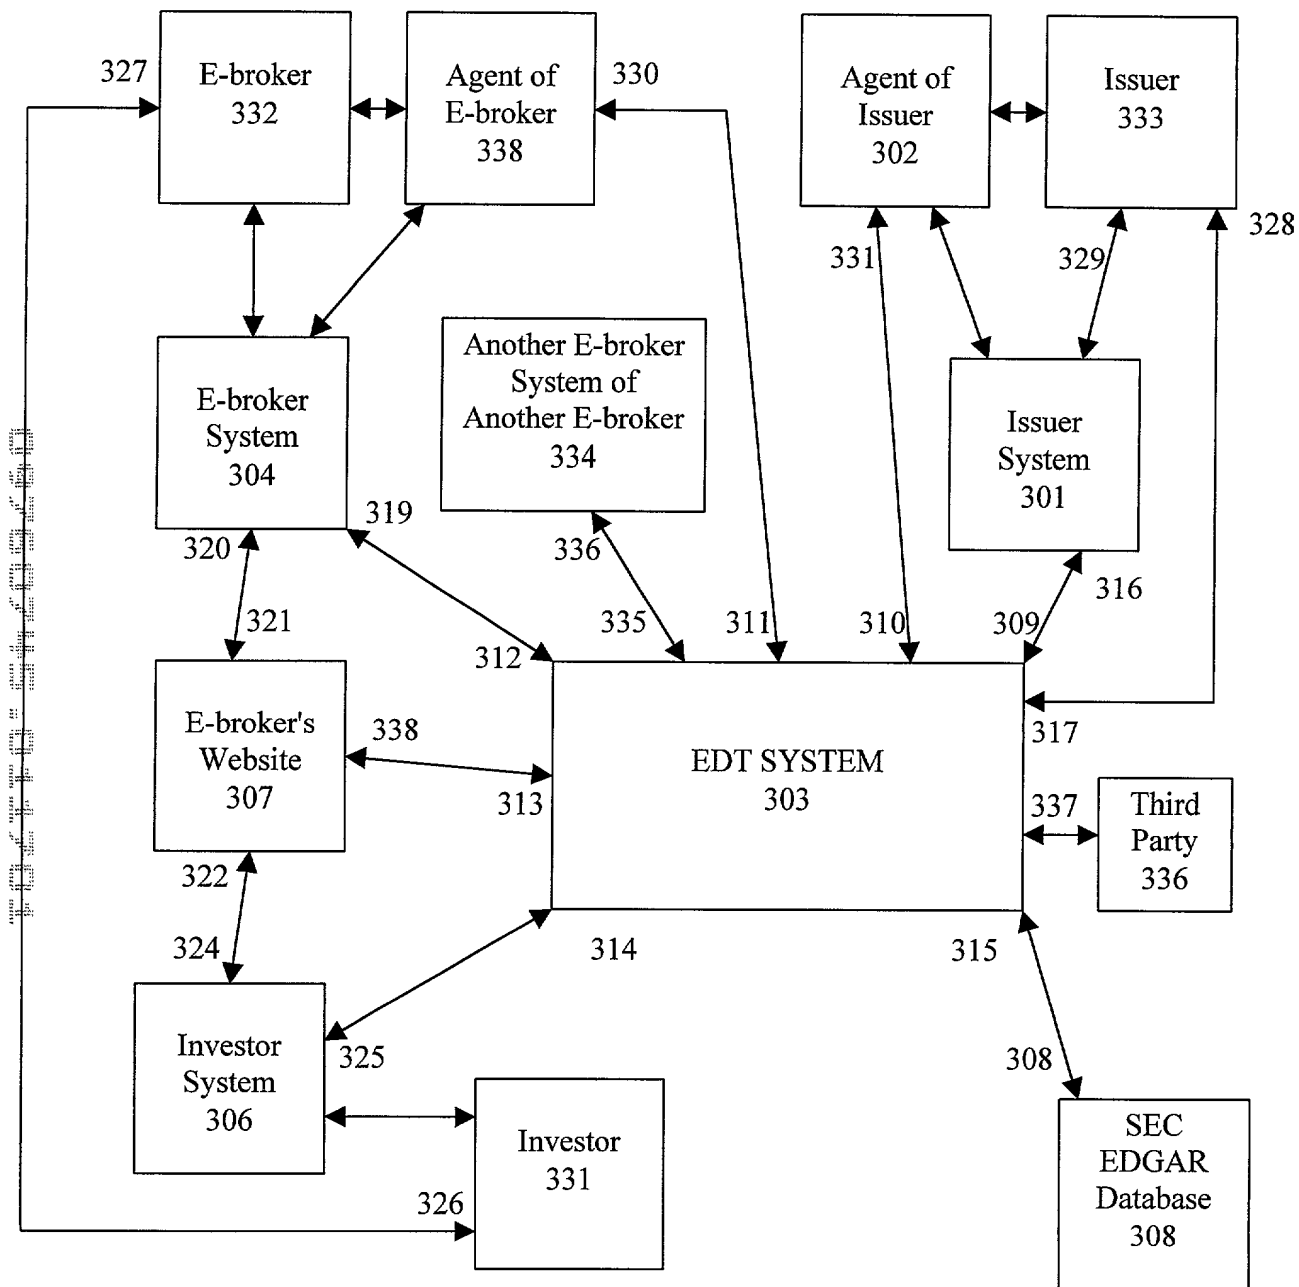 327
E-broker
332
Agent of
E-broker
338
330
Agent of
Issuer
302
Issuer
333
328
331
329
E-broker
System
304
Another E-broker
System of
Another E-broker
334
Issuer
System
301
319
320
336
316
321
335
311
310
309
312
E-broker's
Website
307
338
313
EDT SYSTEM
303
317
337
Third
Party
336
322
324
314
315
Investor
System
306
325
308
Investor
331
326
SEC
EDGAR
Database
308